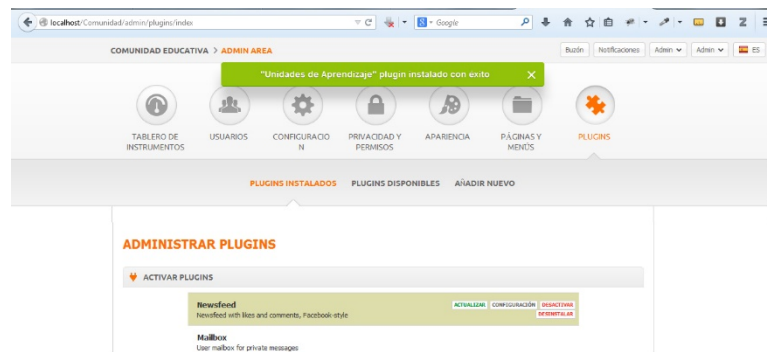 localhost/Comunidad/admin/plugins/index
Google
COMUNIDAD EDUCATIVA > ADMIN AREA
Buzón Notificaciones Admin Admin ES
"Unidades de Aprendizaje" plugin instalado con éxito X
TABLERO DE
INSTRUMENTOS
USUARIOS
CONFIGURACIO
N
PRIVACIDAD Y
PERMISOS
APARIENCIA
PÁGINAS Y
MENÚS
PLUGINS
PLUGINS INSTALADOS PLUGINS DISPONIBLES AÑADIR NUEVO
ADMINISTRAR PLUGINS
ACTIVAR PLUGINS
Newsfeed
ACTUALIZAR CONFIGURACIÓN DESACTIVAR
Newsfeed with likes and comments, Facebook-style
DESINSTALAR
Mailbox
User mailbox for private messages